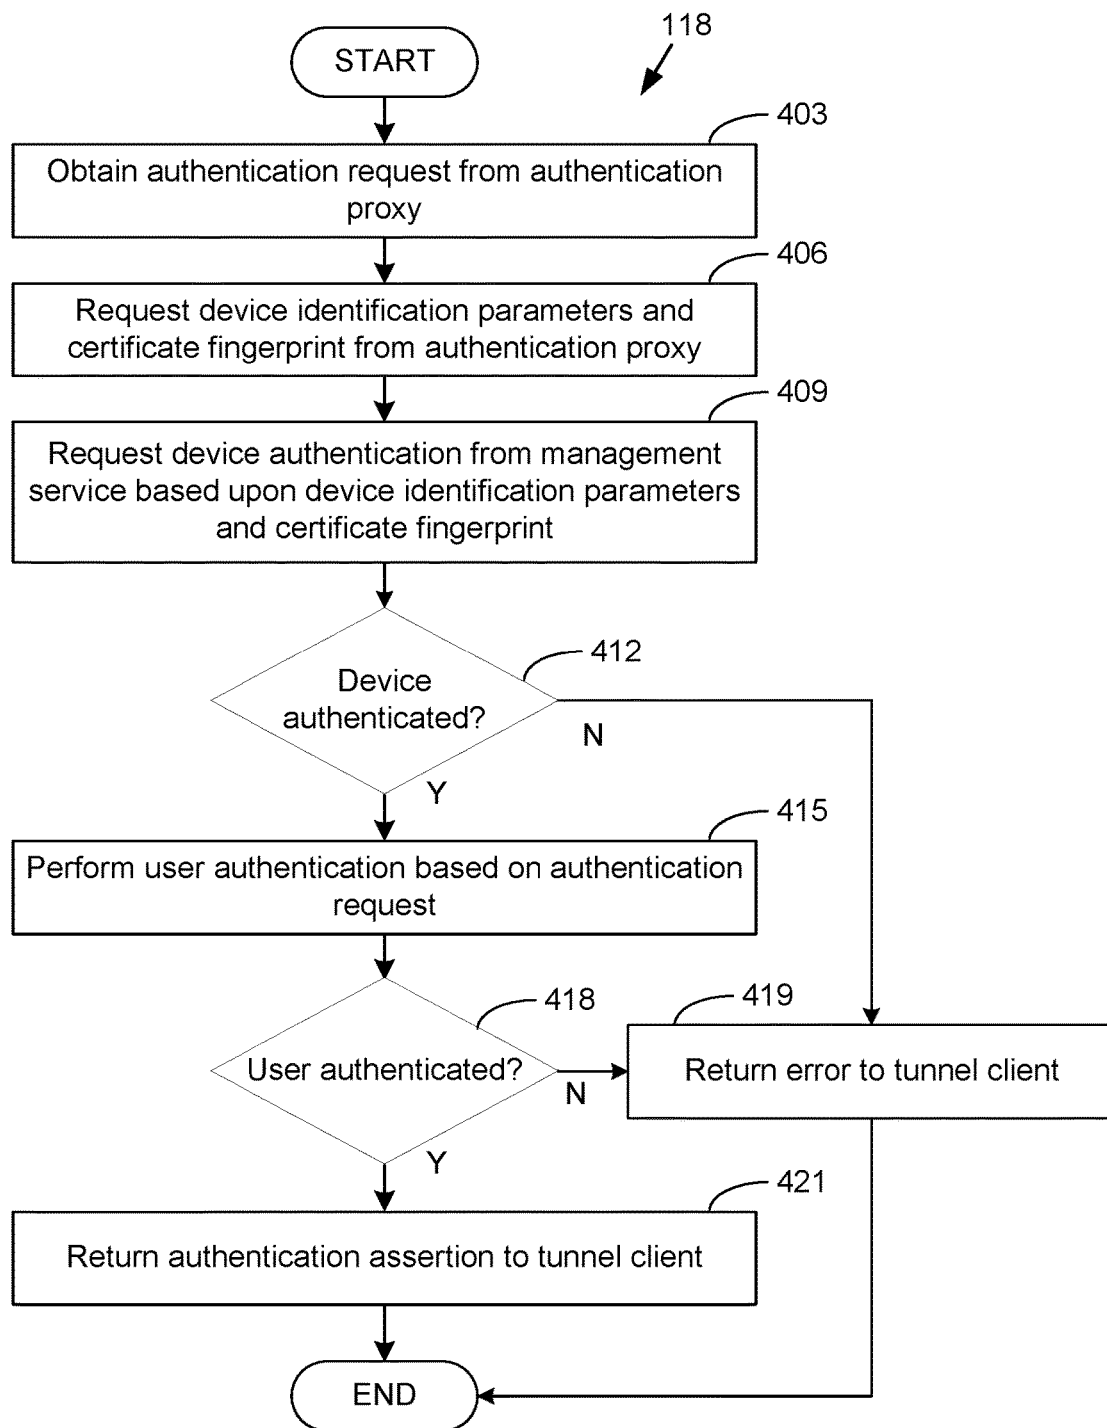 118
START
403
Obtain authentication request from authentication
proxy
406
Request device identification parameters and
certificate fingerprint from authentication proxy
409
Request device authentication from management
service based upon device identification parameters
and certificate fingerprint
412
Device
authenticated?
N
Y
415
Perform user authentication based on authentication
request
418
419
User authenticated?
N
Return error to tunnel client
Y
421
Return authentication assertion to tunnel client
END